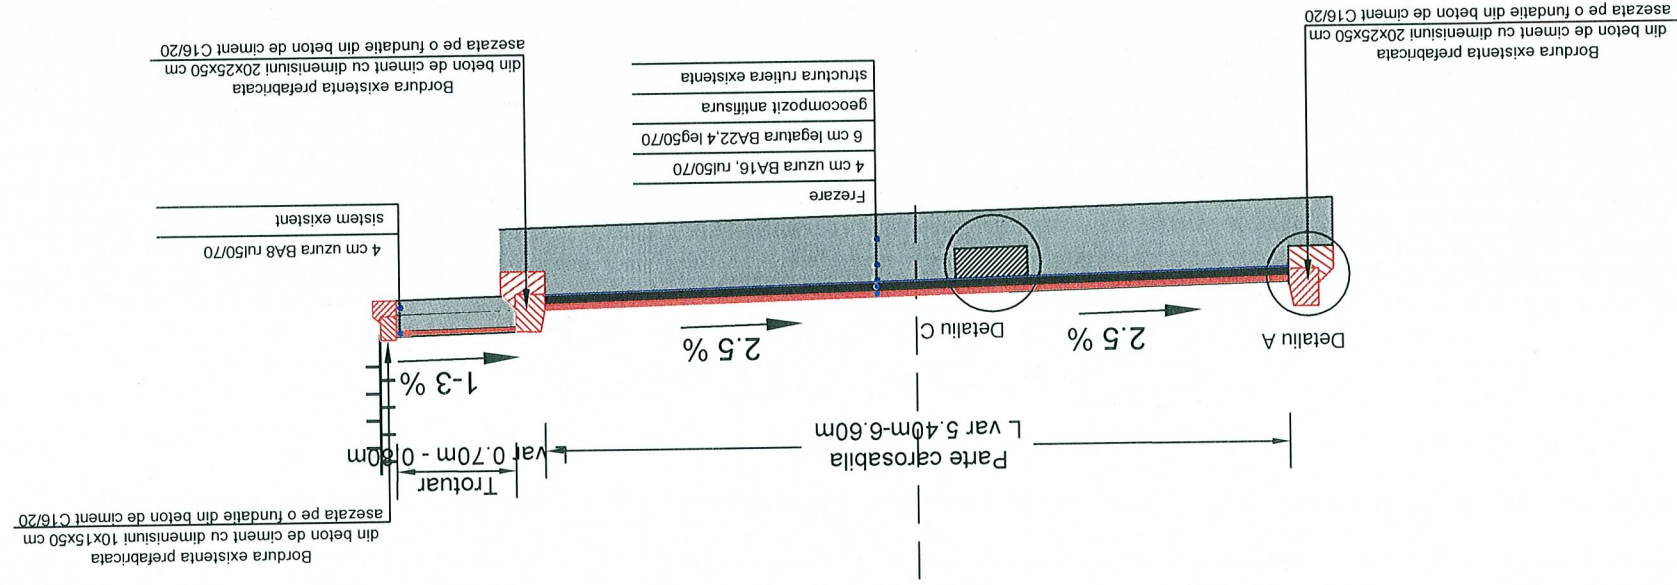 Bordura existenta prefabricata
din beton de ciment cu dimenisiuni 10x15x50 cm
asezata pe o fundatie din beton de ciment C16/20
Trotuar
L var 0.70m - 0.80m
Parte carosabila
L var 5.40m-6.60m
1-3 %
2.5 %
2.5 %
Detaliu A
Detaliu C
4 cm uzura BA8 rul50/70
sistem existent
Frezare
4 cm uzura BA16, rul50/70
6 cm legatura BA22,4 leg50/70
geocompozit antifisura
structura rutiera existenta
Bordura existenta prefabricata
din beton de ciment cu dimenisiuni 20x25x50 cm
asezata pe o fundatie din beton de ciment C16/20
Bordura existenta prefabricata
din beton de ciment cu dimenisiuni 20x25x50 cm
asezata pe o fundatie din beton de ciment C16/20